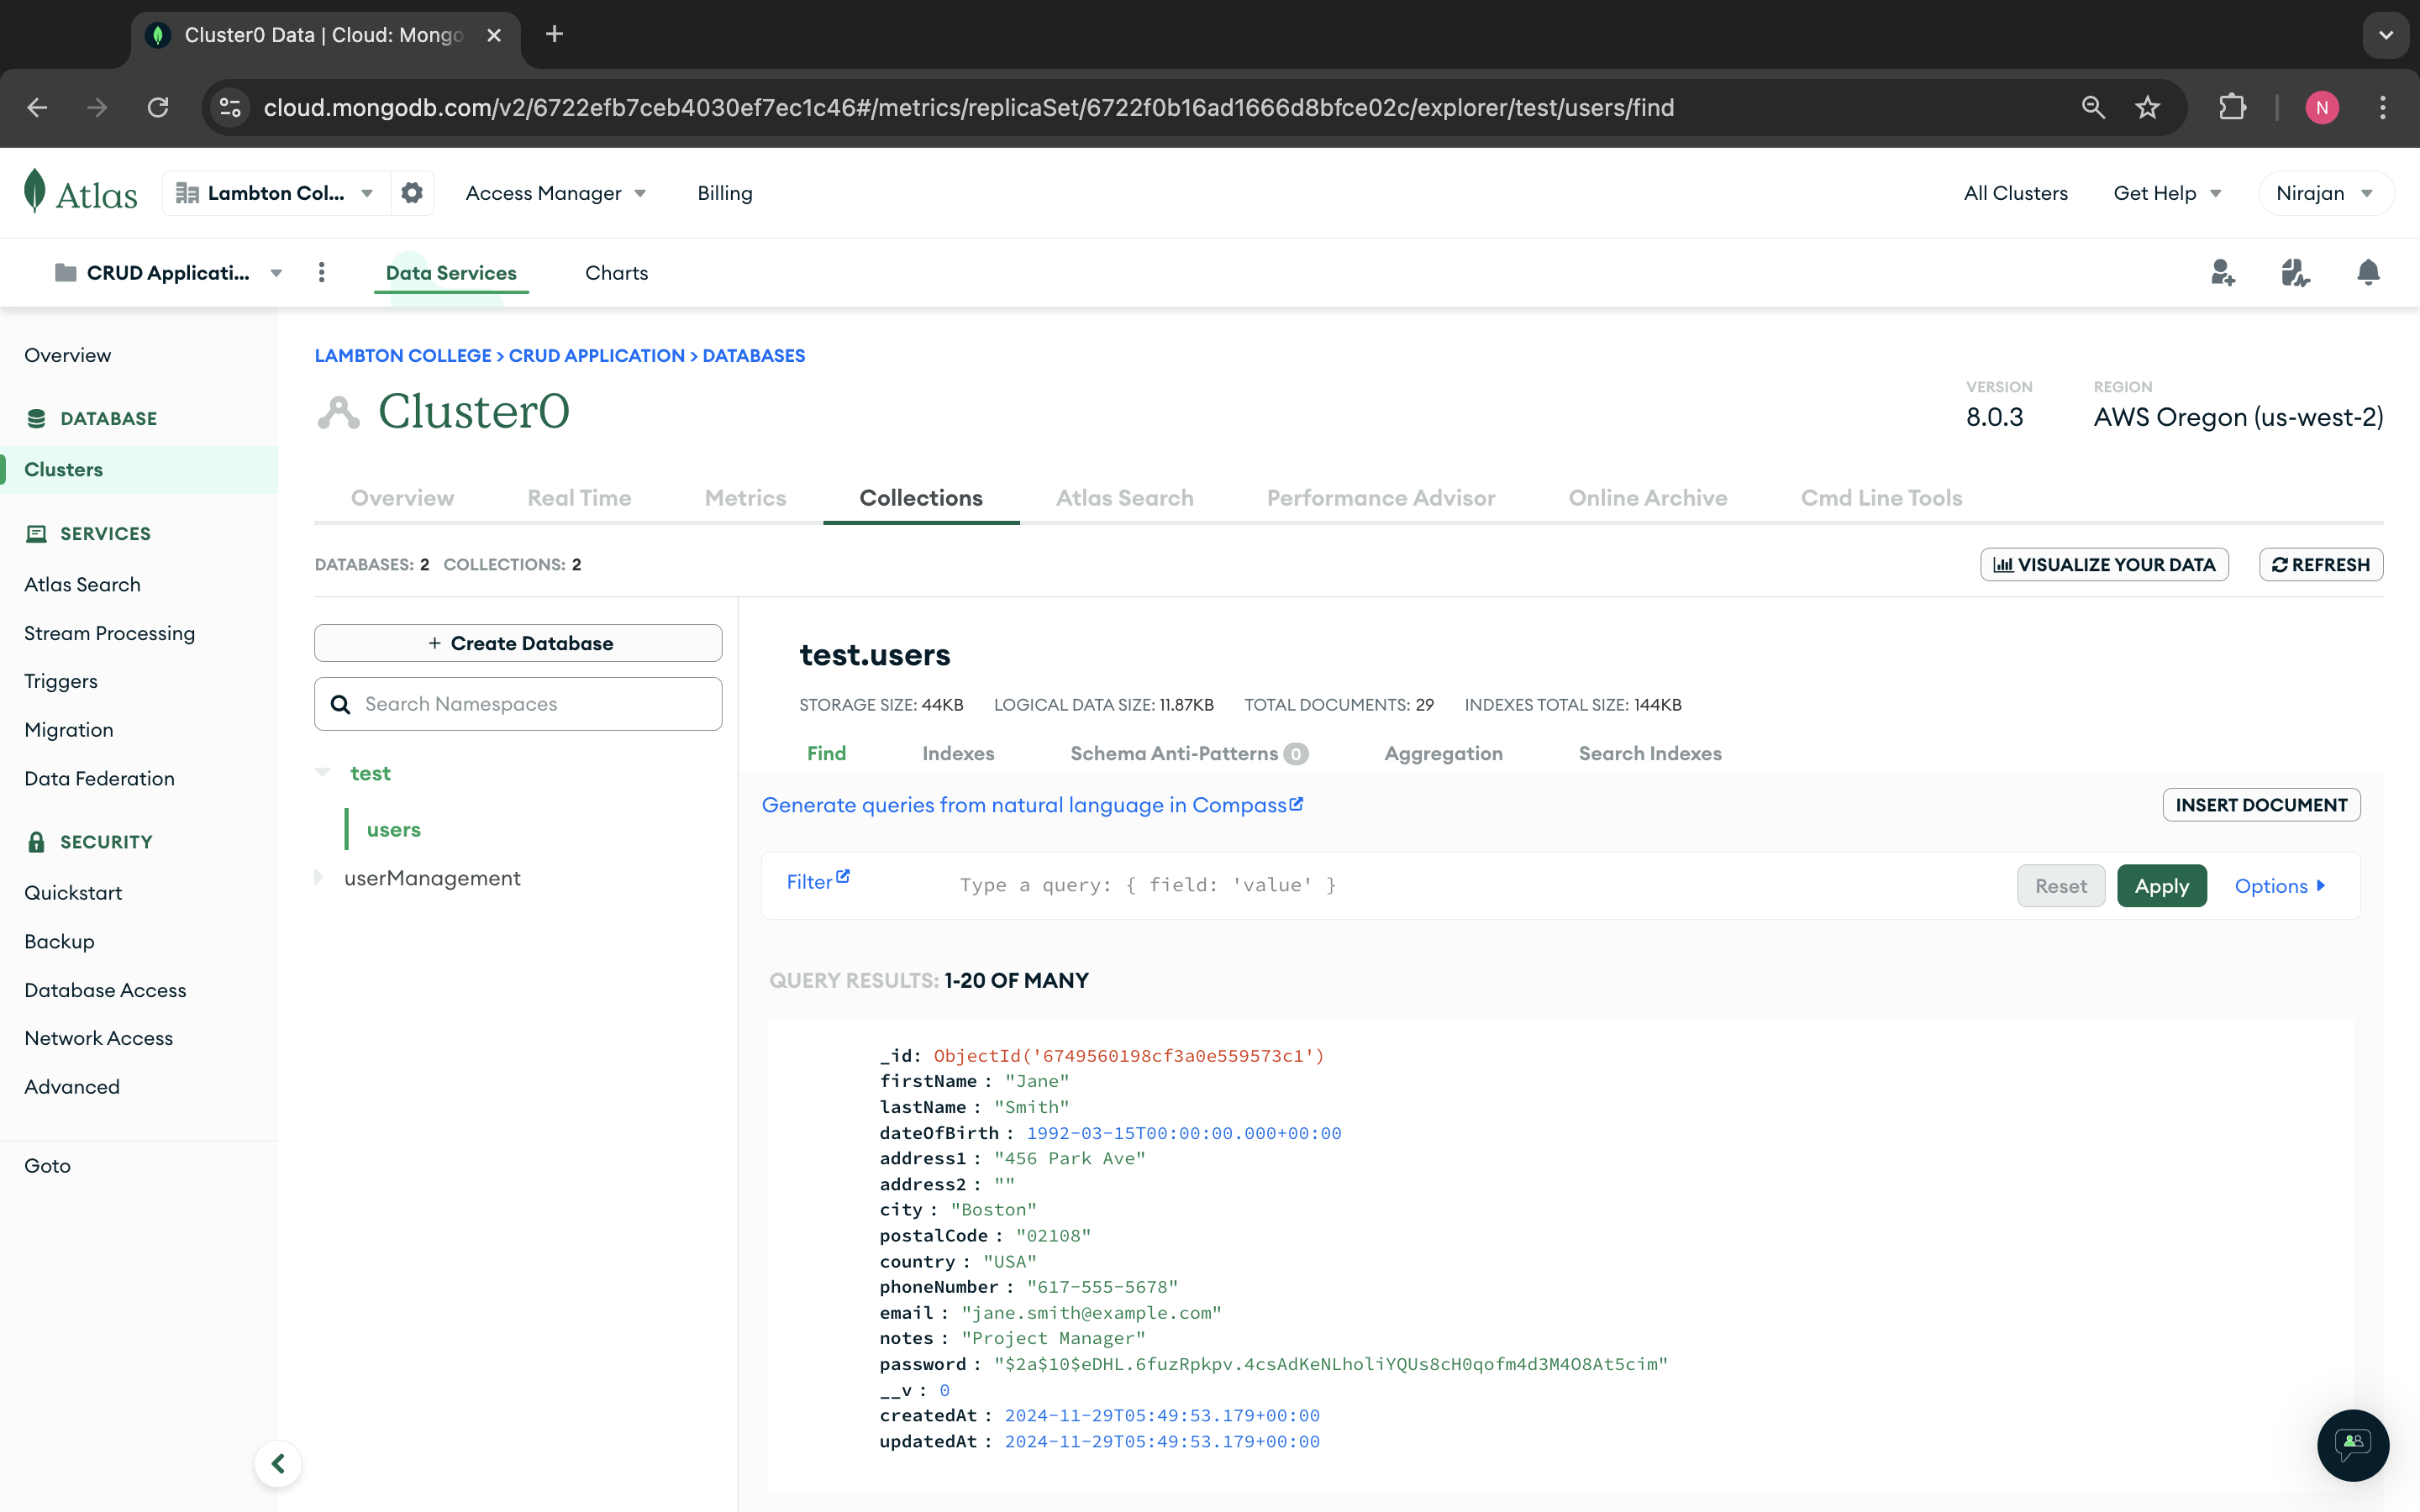 Cluster0 Data | Cloud: Mongo
cloud.mongodb.com/v2/6722efb7ceb4030ef7ec1c46#/metrics/replicaSet/6722f0b16ad1666d8bfce02c/explorer/test/users/find
N
Atlas
Lambton Col...
Access Manager
Billing
All Clusters
Get Help
Nirajan
CRUD Applicati...
Data Services
Charts
Overview
DATABASE
Clusters
SERVICES
Atlas Search
Stream Processing
Triggers
Migration
Data Federation
SECURITY
Quickstart
Backup
Database Access
Network Access
Advanced
Goto
LAMBTON COLLEGE > CRUD APPLICATION > DATABASES
Cluster0
VERSION
8.0.3
REGION
AWS Oregon (us-west-2)
Overview
Real Time
Metrics
Collections
Atlas Search
Performance Advisor
Online Archive
Cmd Line Tools
DATABASES: 2 COLLECTIONS: 2
VISUALIZE YOUR DATA
REFRESH
+ Create Database
Search Namespaces
test
users
userManagement
test.users
STORAGE SIZE: 44KB LOGICAL DATA SIZE: 11.87KB TOTAL DOCUMENTS: 29 INDEXES TOTAL SIZE: 144KB
Find
Indexes
Schema Anti-Patterns 0
Aggregation
Search Indexes
Generate queries from natural language in Compass
INSERT DOCUMENT
Filter
Type a query: { field: 'value' }
Reset
Apply
Options
QUERY RESULTS: 1-20 OF MANY
_id: ObjectId('6749560198cf3a0e559573c1')
firstName : "Jane"
lastName : "Smith"
dateOfBirth : 1992-03-15T00:00:00.000+00:00
address1 : "456 Park Ave"
address2 : ""
city : "Boston"
postalCode : "02108"
country : "USA"
phoneNumber : "617-555-5678"
email : "jane.smith@example.com"
notes : "Project Manager"
password : "$2a$10$eDHL.6fuzRpkpv.4csAdKeNLholiYQUs8cH0qofm4d3M4O8At5cim"
__v : 0
createdAt : 2024-11-29T05:49:53.179+00:00
updatedAt : 2024-11-29T05:49:53.179+00:00